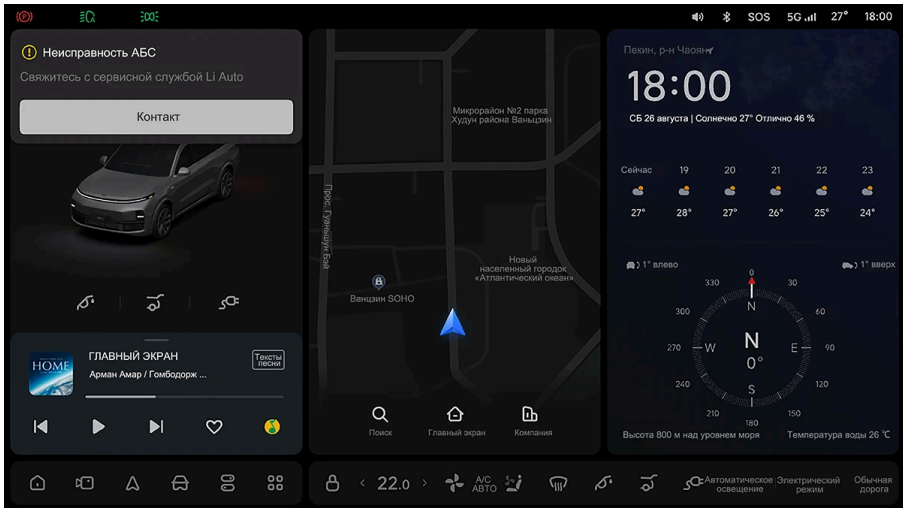 SOS
5G
27°
18:00
Неисправность АБС
Свяжитесь с сервисной службой Li Auto
Контакт
ГЛАВНЫЙ ЭКРАН
Арман Амар / Гомбодорж ...
Тексты
песни
HOME
Микрорайон №2 парка
Худун района Ваньцзин
Прос. Гуаньшун Бэй
Новый
населенный городок
«Атлантический океан»
Ванцзин SOHO
Поиск
Главный экран
Компания
Пекин, р-н Чаоян
18:00
СБ 26 августа | Солнечно 27° Отлично 46 %
Сейчас 19 20 21 22 23
27° 28° 27° 26° 25° 24°
1° влево
1° вверх
0
330 30
N
300 60
N
270 W E 90
0°
240 120
S
210 150
180
Высота 800 м над уровнем моря
Температура воды 26 °C
< 22.0 >
A/C
АВТО
Автоматическое
освещение
Электрический
режим
Обычная
дорога